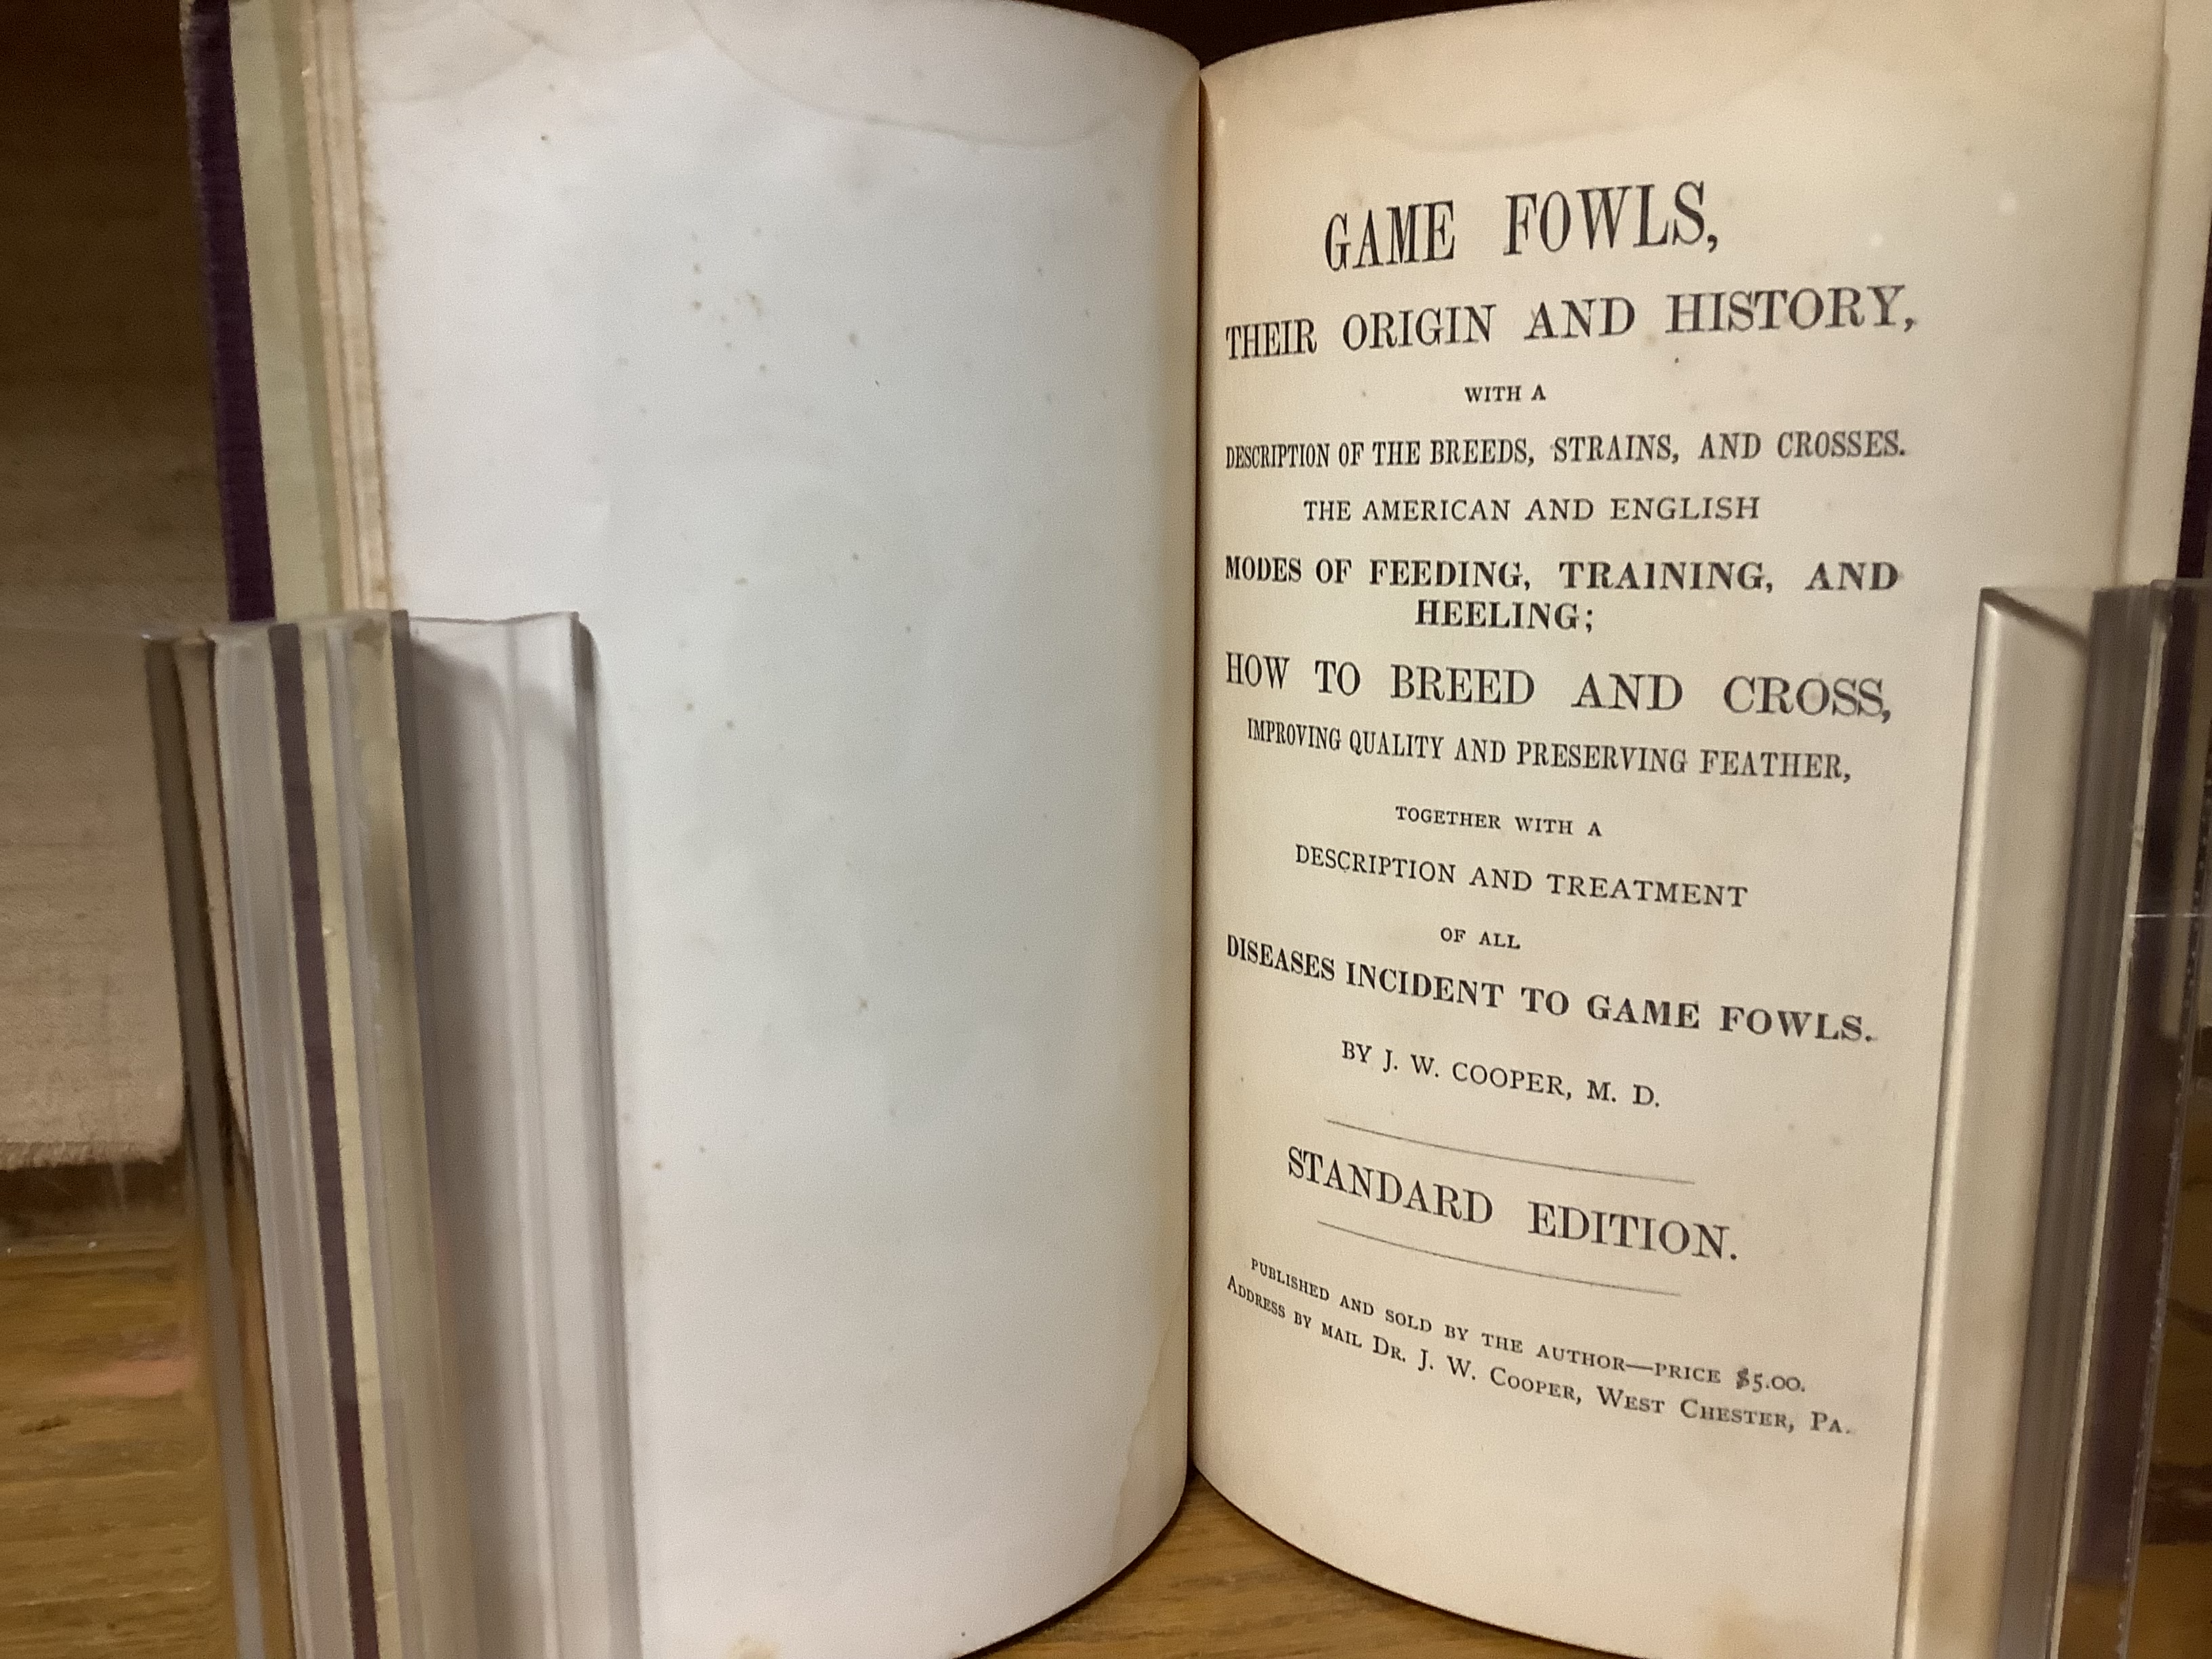 GAME FOWLS,
THEIR ORIGIN AND HISTORY,
WITH A
DESCRIPTION OF THE BREEDS, STRAINS, AND CROSSES.
THE AMERICAN AND ENGLISH
MODES OF FEEDING, TRAINING, AND
HEELING;
HOW TO BREED AND CROSS,
IMPROVING QUALITY AND PRESERVING FEATHER,
TOGETHER WITH A
DESCRIPTION AND TREATMENT
OF ALL
DISEASES INCIDENT TO GAME FOWLS.
BY J. W. COOPER, M. D.
STANDARD EDITION.
PUBLISHED AND SOLD BY THE AUTHOR—PRICE $5.00.
ADDRESS BY MAIL DR. J. W. COOPER, WEST CHESTER, PA.